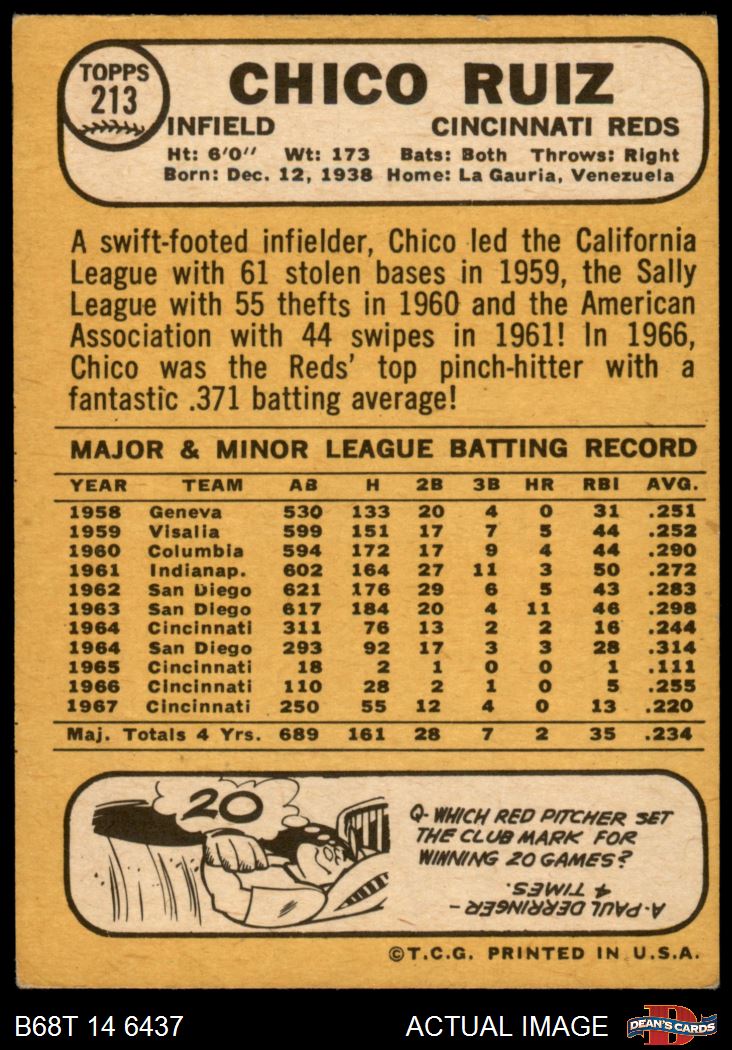 TOPPS
213
CHICO RUIZ
INFIELD CINCINNATI REDS
Ht: 6'0" Wt: 173 Bats: Both Throws: Right
Born: Dec. 12, 1938 Home: La Gauria, Venezuela
A swift-footed infielder, Chico led the California
League with 61 stolen bases in 1959, the Sally
League with 55 thefts in 1960 and the American
Association with 44 swipes in 1961! In 1966,
Chico was the Reds' top pinch-hitter with a
fantastic .371 batting average!
MAJOR & MINOR LEAGUE BATTING RECORD
YEAR TEAM AB H 2B 3B HR RBI AVG.
1958 Geneva 530 133 20 4 0 31 .251
1959 Visalia 599 151 17 7 5 44 .252
1960 Columbia 594 172 17 9 4 44 .290
1961 Indianap. 602 164 27 11 3 50 .272
1962 San Diego 621 176 29 6 5 43 .283
1963 San Diego 617 184 20 4 11 46 .298
1964 Cincinnati 311 76 13 2 2 16 .244
1964 San Diego 293 92 17 3 3 28 .314
1965 Cincinnati 18 2 1 0 0 1 .111
1966 Cincinnati 110 28 2 1 0 5 .255
1967 Cincinnati 250 55 12 4 0 13 .220
Maj. Totals 4 Yrs. 689 161 28 7 2 35 .234
20
Q- WHICH RED PITCHER SET
THE CLUB MARK FOR
WINNING 20 GAMES?
A- PAUL DERRINGER –
4 TIMES.
©T.C.G. PRINTED IN U.S.A.
B68T 14 6437 ACTUAL IMAGE DEAN'S CARDS